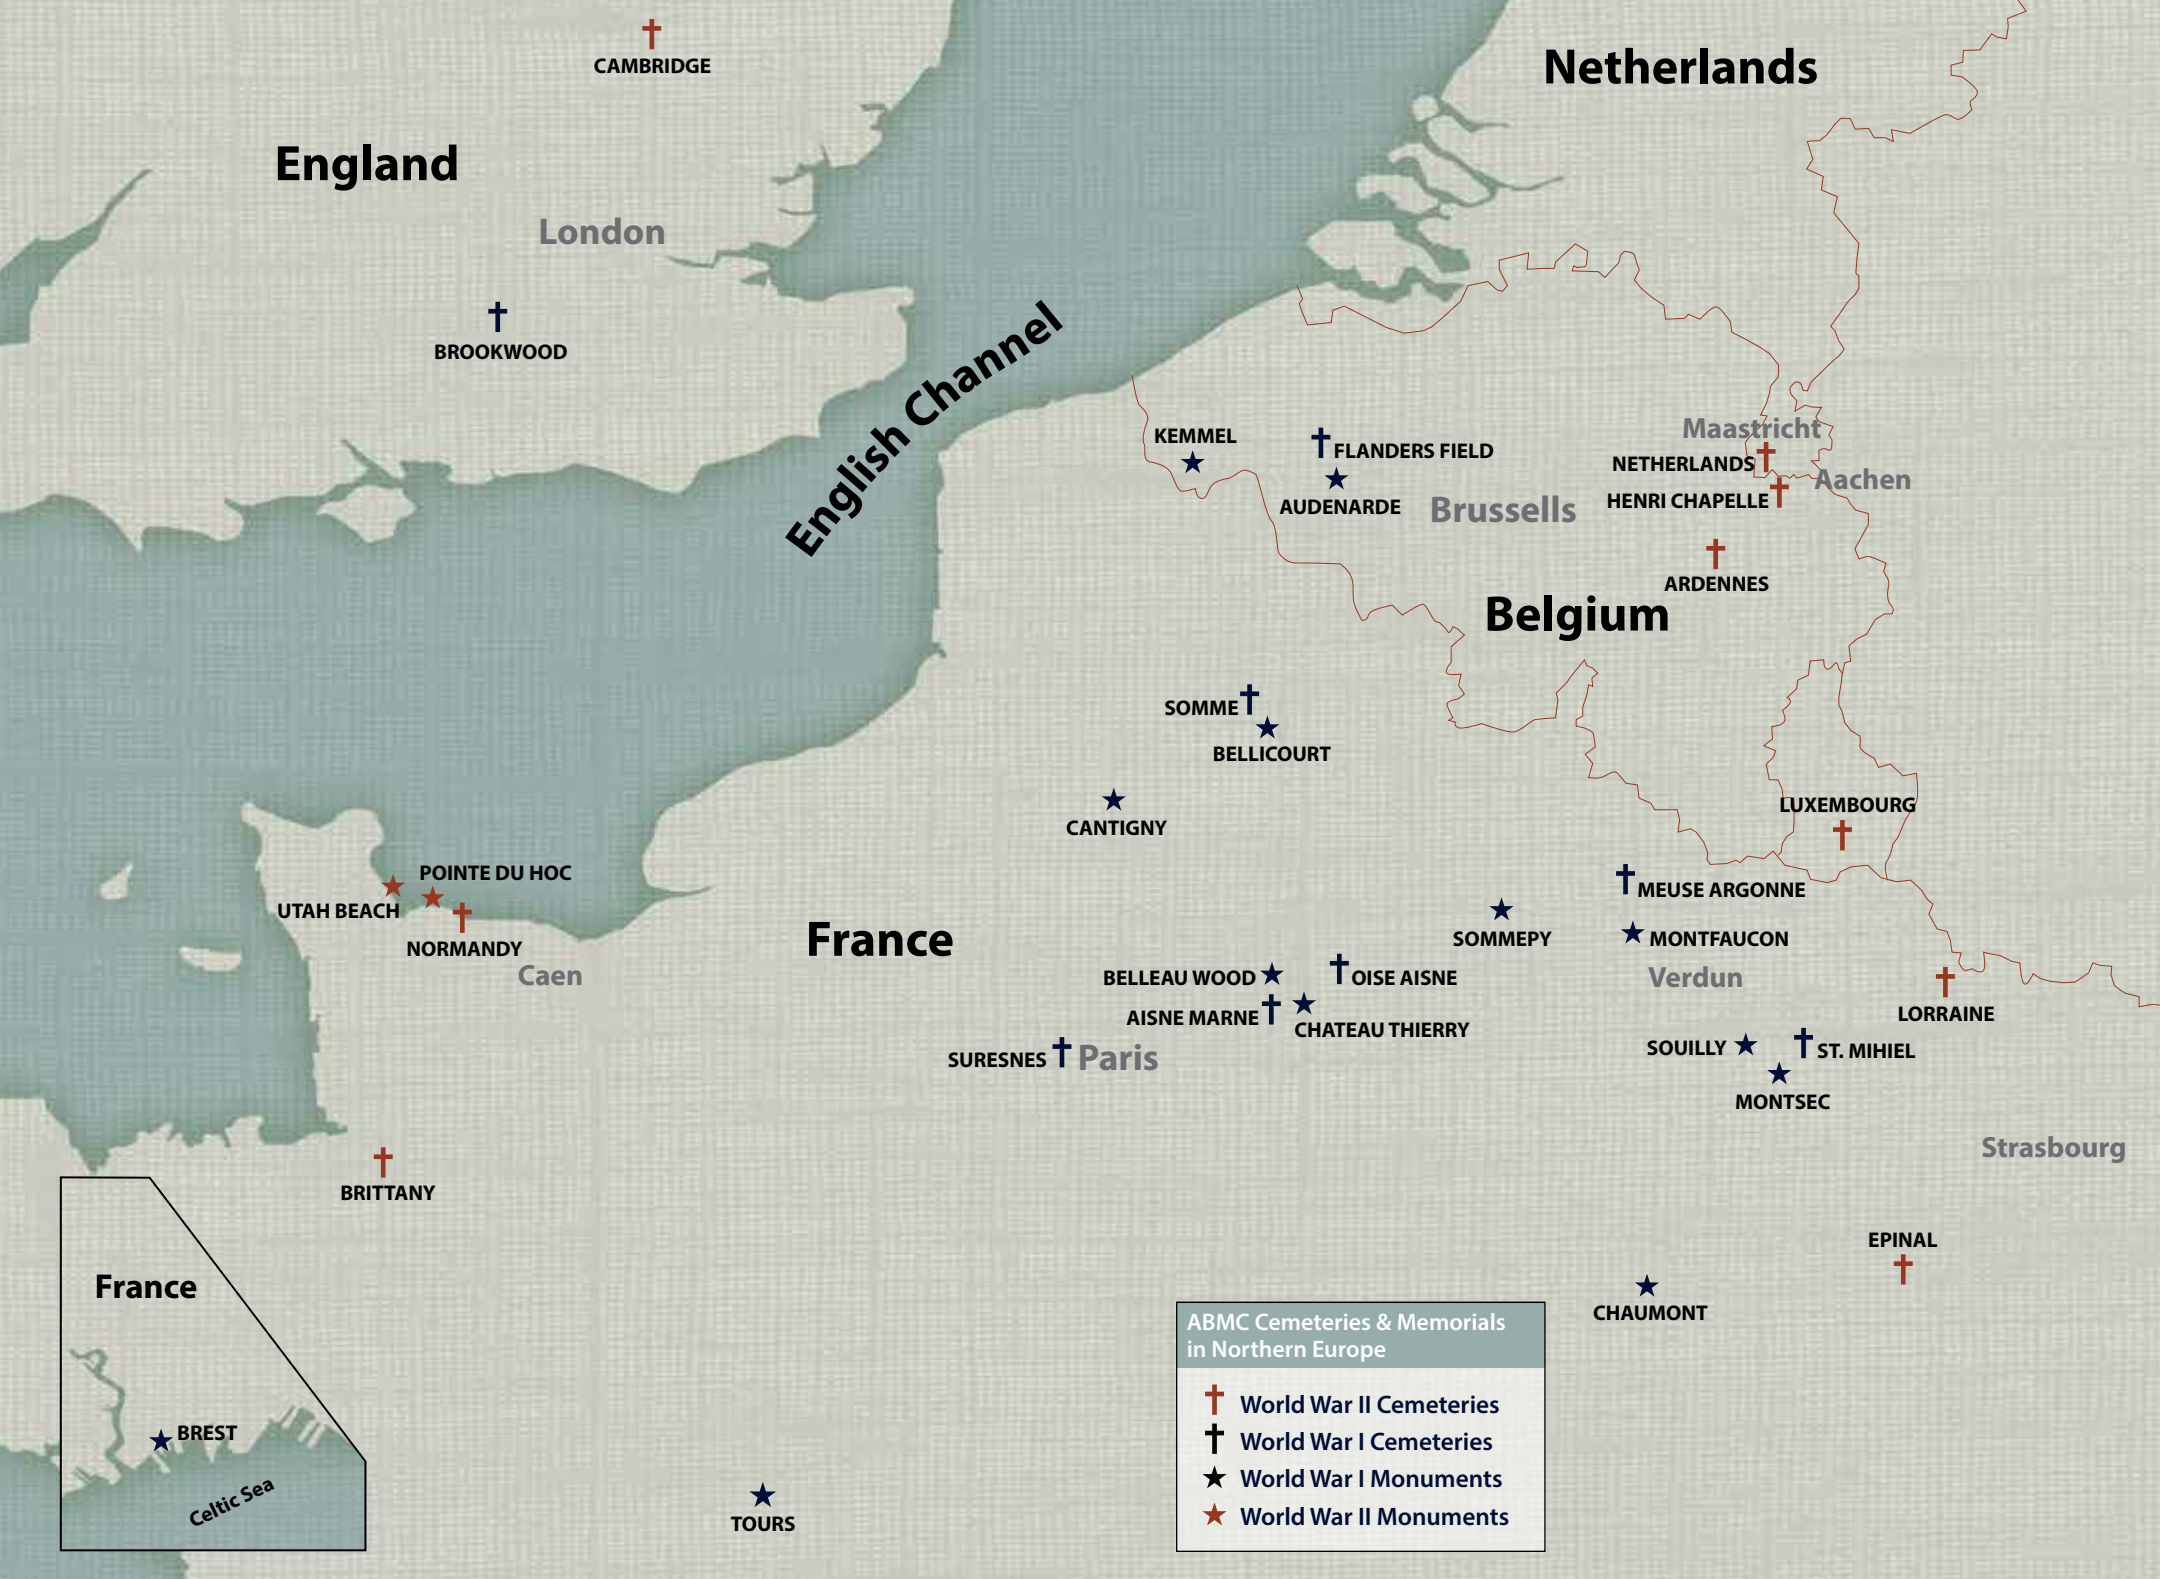 CAMBRIDGE
Netherlands
England
London
BROOKWOOD
English Channel
KEMMEL
FLANDERS FIELD
AUDENARDE
Brussells
Maastricht
NETHERLANDS
Aachen
HENRI CHAPELLE
ARDENNES
Belgium
SOMME
BELLICOURT
CANTIGNY
LUXEMBOURG
POINTE DU HOC
UTAH BEACH
NORMANDY
Caen
France
MEUSE ARGONNE
SOMMEPY
MONTFAUCON
Verdun
BELLEAU WOOD
OISE AISNE
AISNE MARNE
CHATEAU THIERRY
SURESNES
Paris
LORRAINE
SOUILLY
ST. MIHIEL
MONTSEC
Strasbourg
BRITTANY
EPINAL
CHAUMONT
France
BREST
Celtic Sea
TOURS
ABMC Cemeteries & Memorials
in Northern Europe
World War II Cemeteries
World War I Cemeteries
World War I Monuments
World War II Monuments